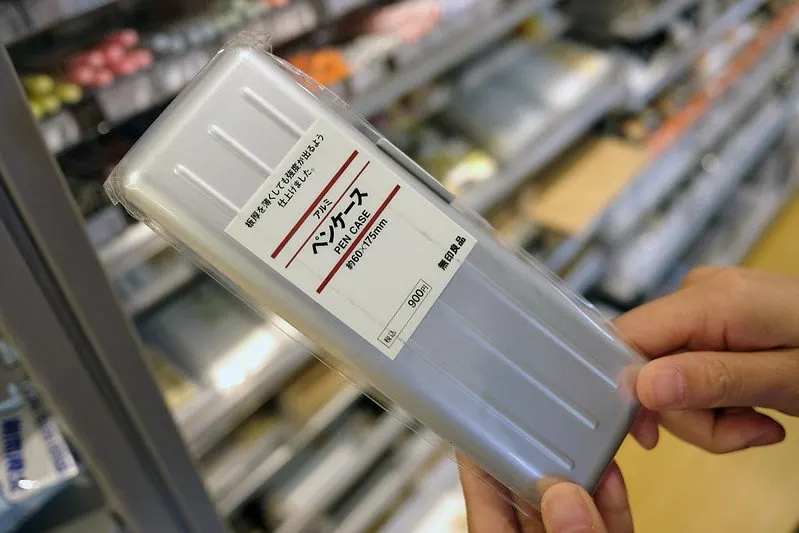 板厚を薄くしても強度が出るよう
仕上げました。
アルミ
ペンケース
PEN CASE
約60×175mm
無印良品
税込 900円